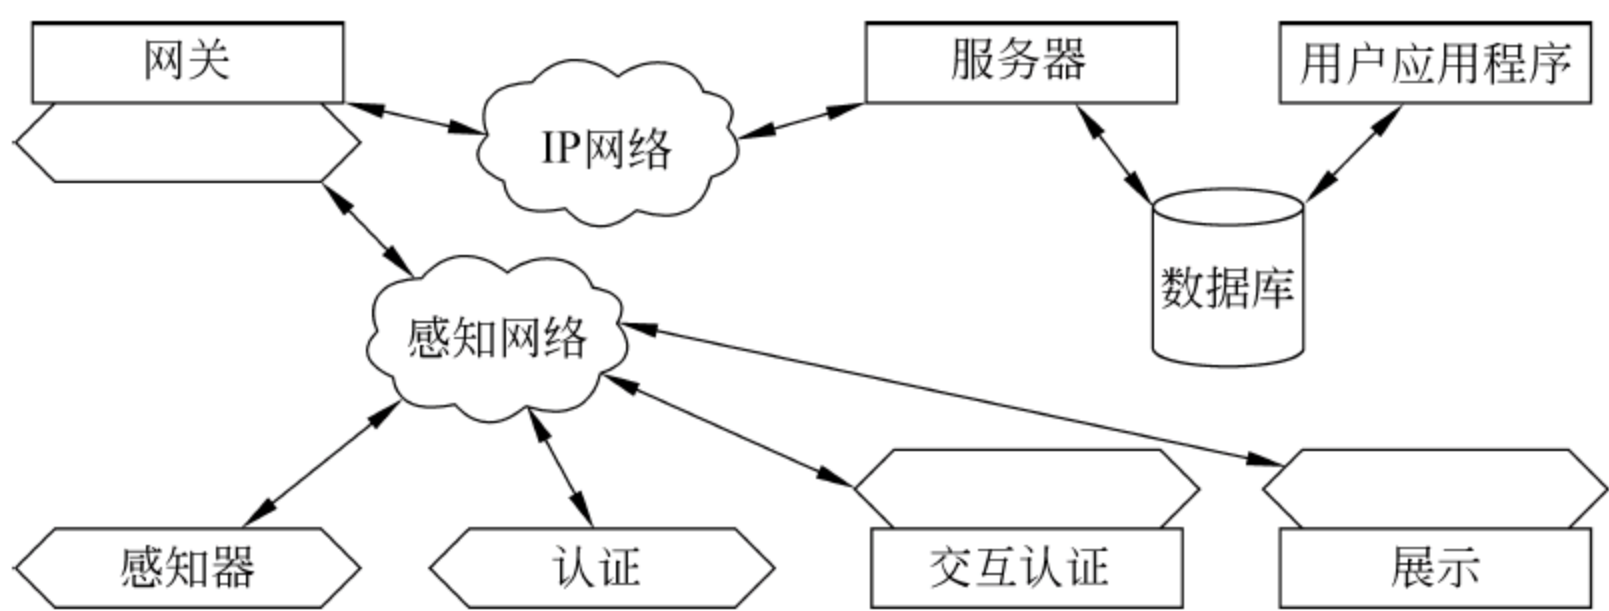 网关
服务器
用户应用程序
IP网络
数据库
感知网络
感知器
认证
交互认证
展示